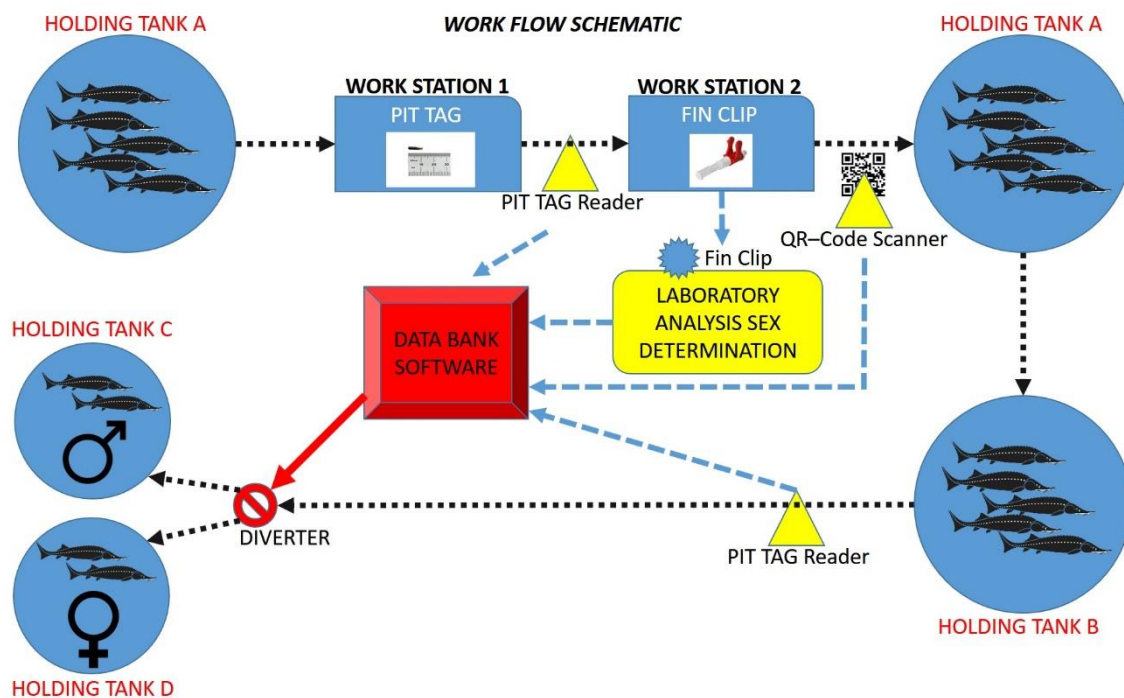 HOLDING TANK A
WORK FLOW SCHEMATIC
HOLDING TANK A
WORK STATION 1
WORK STATION 2
PIT TAG
FIN CLIP
PIT TAG Reader
QR–Code Scanner
Fin Clip
LABORATORY
ANALYSIS SEX
DETERMINATION
DATA BANK
SOFTWARE
HOLDING TANK C
DIVERTER
PIT TAG Reader
HOLDING TANK B
HOLDING TANK D